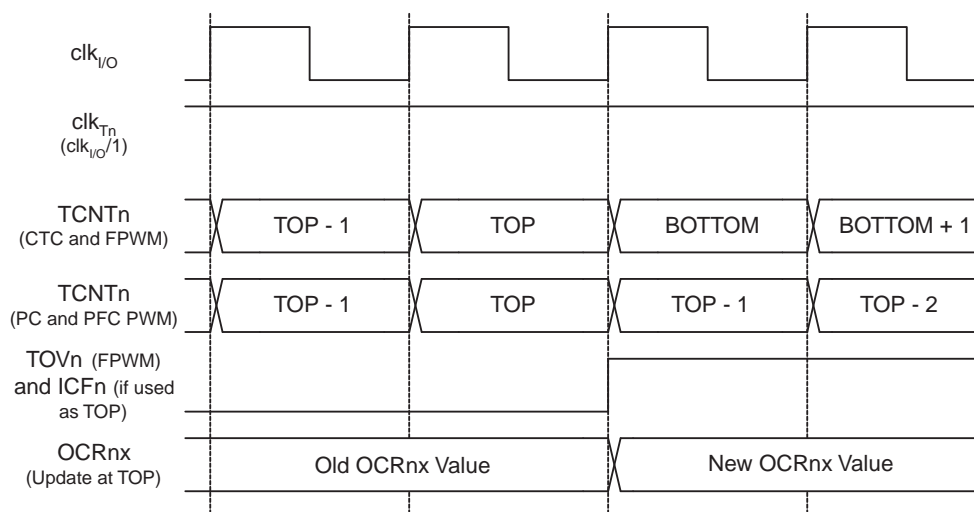 clkI/O
clkTn
(clkI/O/1)
TCNTn
(CTC and FPWM)
TOP - 1
TOP
BOTTOM
BOTTOM + 1
TCNTn
(PC and PFC PWM)
TOP - 1
TOP
TOP - 1
TOP - 2
TOVn (FPWM)
and ICFn (if used
as TOP)
OCRnx
(Update at TOP)
Old OCRnx Value
New OCRnx Value